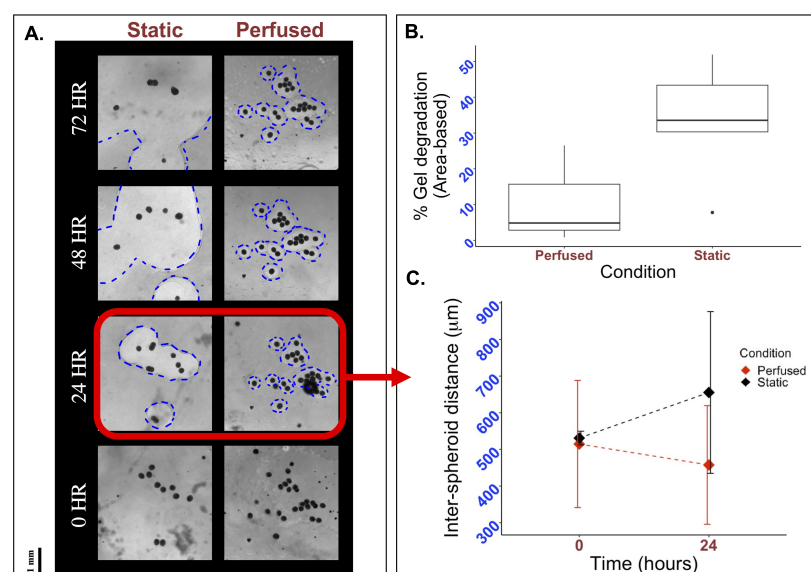 A.
Static Perfused
72 HR
48 HR
24 HR
0 HR
1 mm
B.
% Gel degradation
(Area-based)
50
40
30
20
10
0
Perfused Static
Condition
C.
Inter-spheroid distance (μm)
900
800
700
600
500
400
300
0 24
Time (hours)
Condition
Perfused
Static